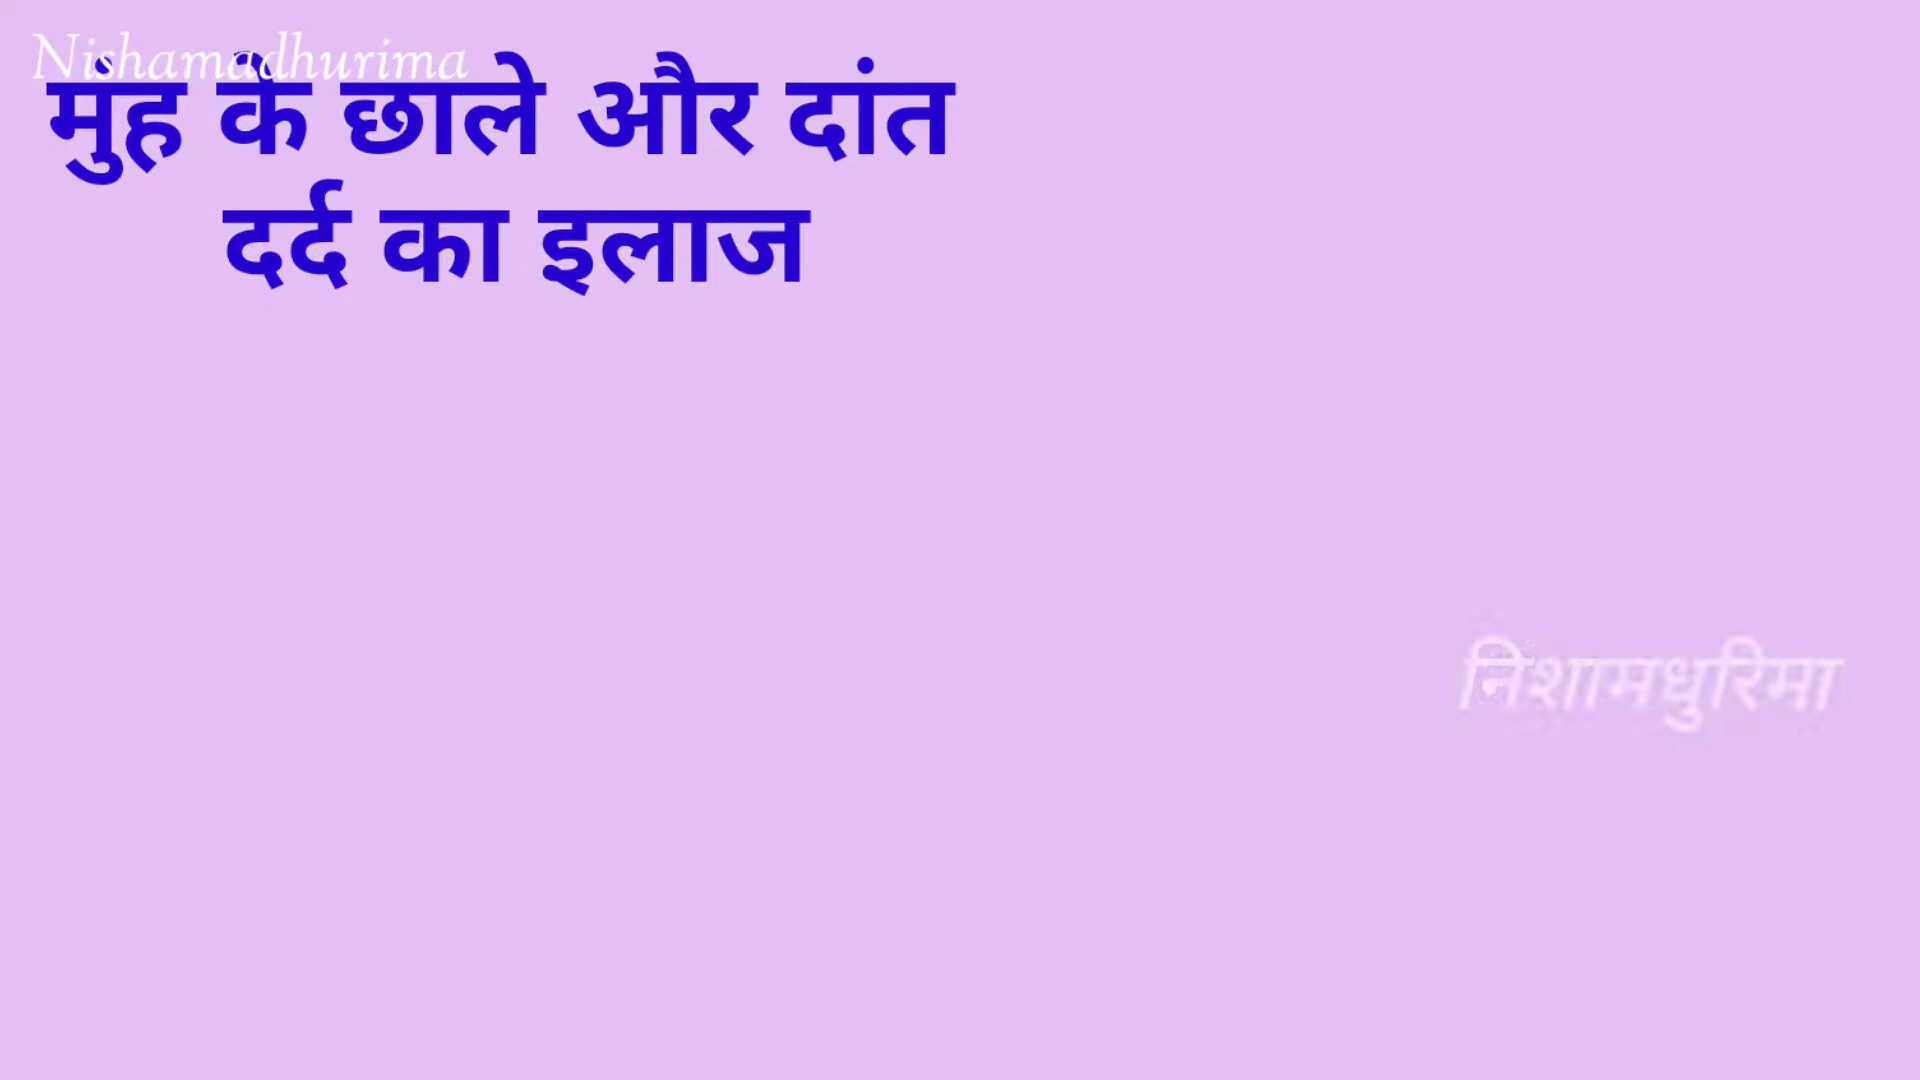 Nishamadhurima
मुंह के छाले और दांत
दर्द का इलाज
निशामधुरिमा